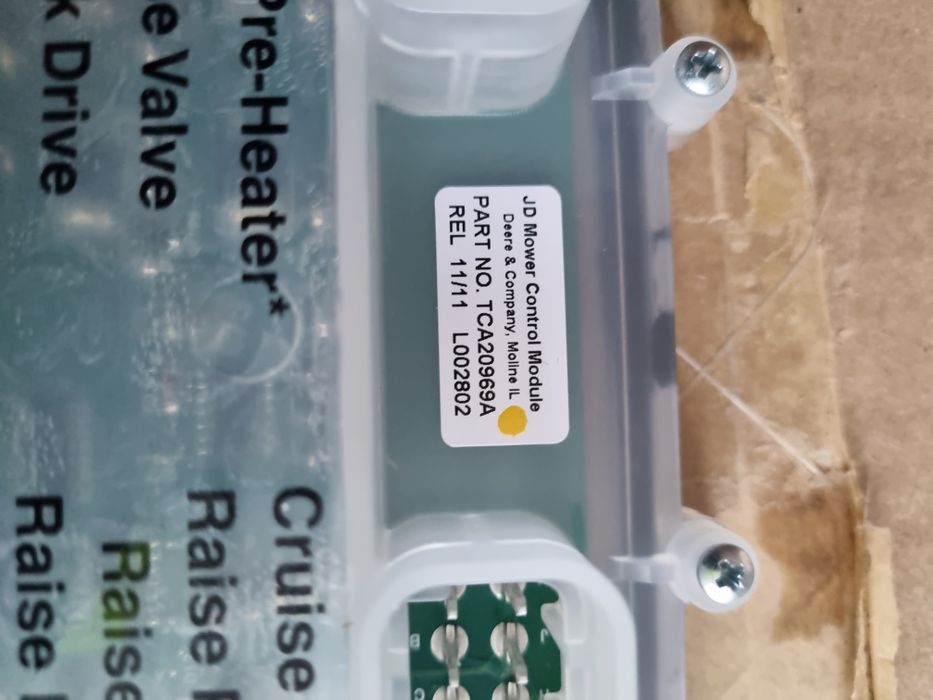 JD Mower Control Module
Deere & Company, Moline IL
PART NO. TCA20969A
REL 11/11 L002802
Pre-Heater*
Valve
Drive
Cruise
Raise
Raise
Raise